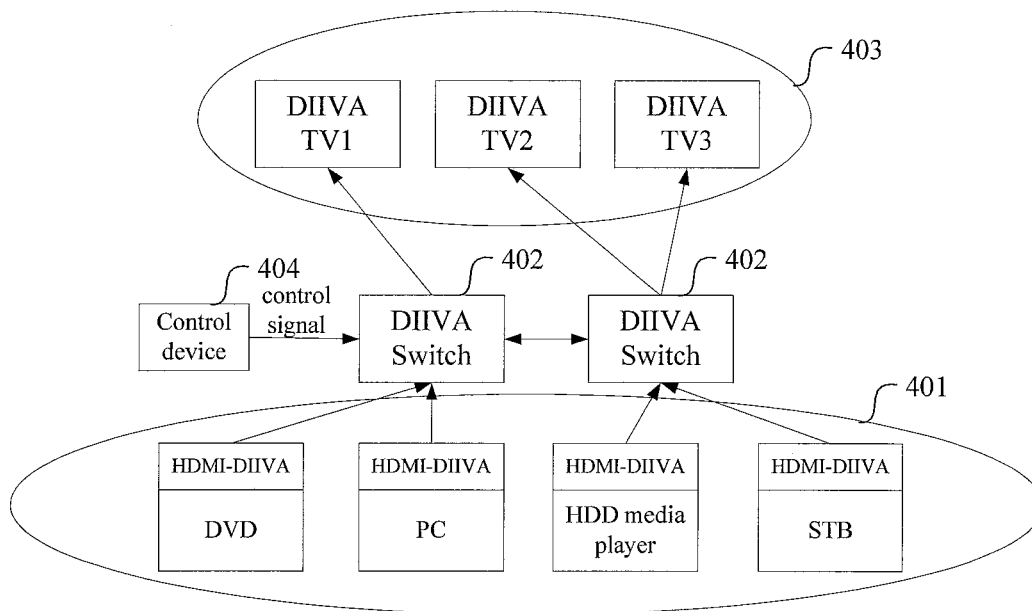 403
DIIVA
TV1
DIIVA
TV2
DIIVA
TV3
404
402
402
Control
device
control
signal
DIIVA
Switch
DIIVA
Switch
401
HDMI-DIIVA
DVD
HDMI-DIIVA
PC
HDMI-DIIVA
HDD media
player
HDMI-DIIVA
STB